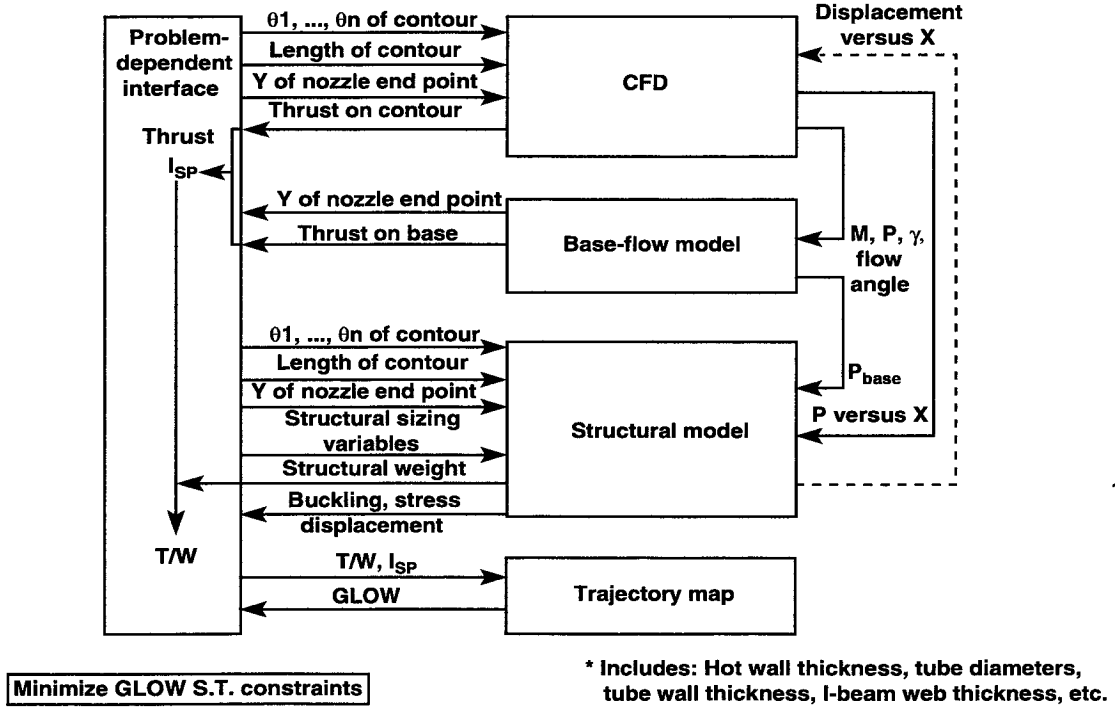 Problem-
dependent
interface
θ1, ..., θn of contour
Length of contour
Y of nozzle end point
Thrust on contour
CFD
Displacement
versus X
Thrust
I_SP
Y of nozzle end point
Thrust on base
Base-flow model
M, P, γ,
flow
angle
θ1, ..., θn of contour
Length of contour
Y of nozzle end point
Structural sizing
variables
Structural weight
Buckling, stress
displacement
Structural model
P_base
P versus X
T/W
T/W, I_SP
GLOW
Trajectory map
Minimize GLOW S.T. constraints
* Includes: Hot wall thickness, tube diameters,
tube wall thickness, I-beam web thickness, etc.